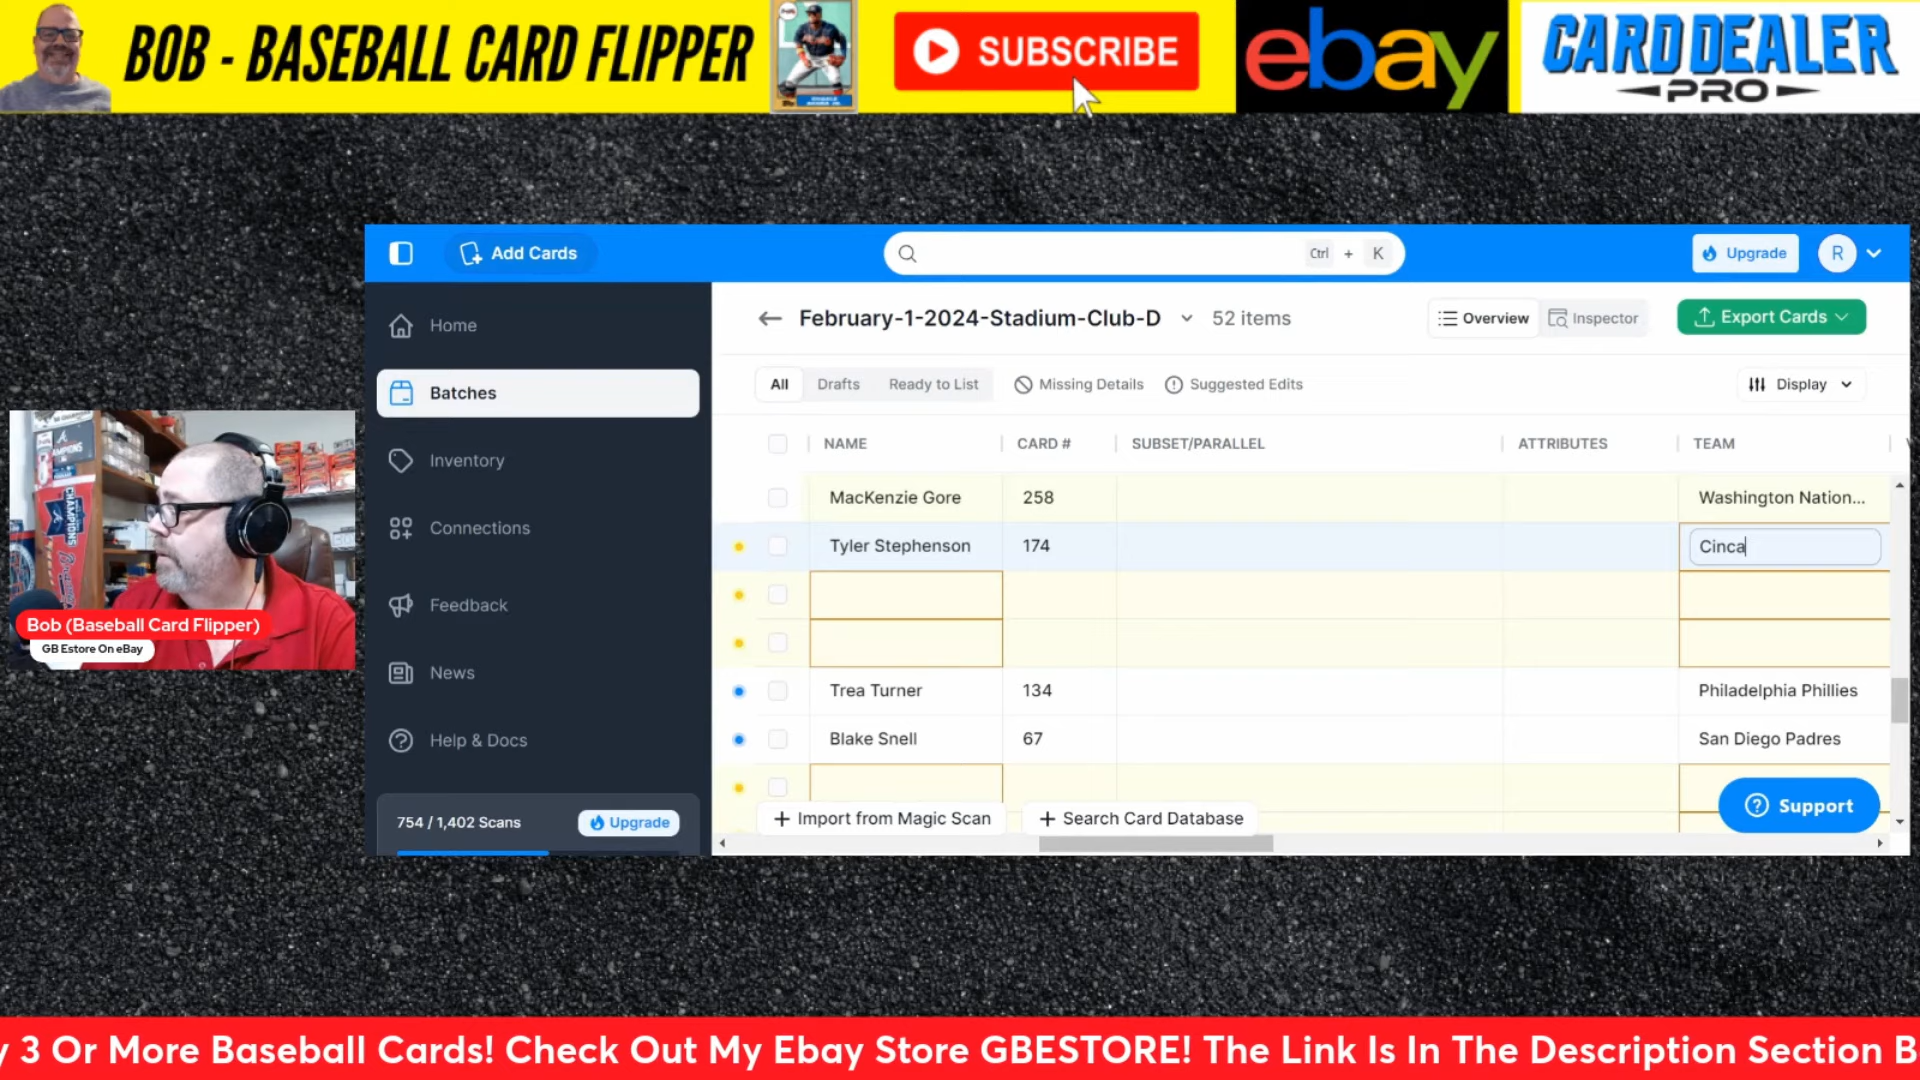 BOB - BASEBALL CARD FLIPPER
SUBSCRIBE
ebay
CARD DEALER
PRO
Add Cards
Ctrl + K
Upgrade
R
Home
Batches
Inventory
Connections
Feedback
News
Help & Docs
754 / 1,402 Scans
Upgrade
February-1-2024-Stadium-Club-D
52 items
Overview
Inspector
Export Cards
All
Drafts
Ready to List
Missing Details
Suggested Edits
Display
NAME CARD # SUBSET/PARALLEL ATTRIBUTES TEAM
MacKenzie Gore 258 Washington Nation...
Tyler Stephenson 174 Cinca
Trea Turner 134 Philadelphia Phillies
Blake Snell 67 San Diego Padres
+ Import from Magic Scan
+ Search Card Database
Support
CHAMPIONS
Bob (Baseball Card Flipper)
GB Estore On eBay
y 3 Or More Baseball Cards! Check Out My Ebay Store GBESTORE! The Link Is In The Description Section B